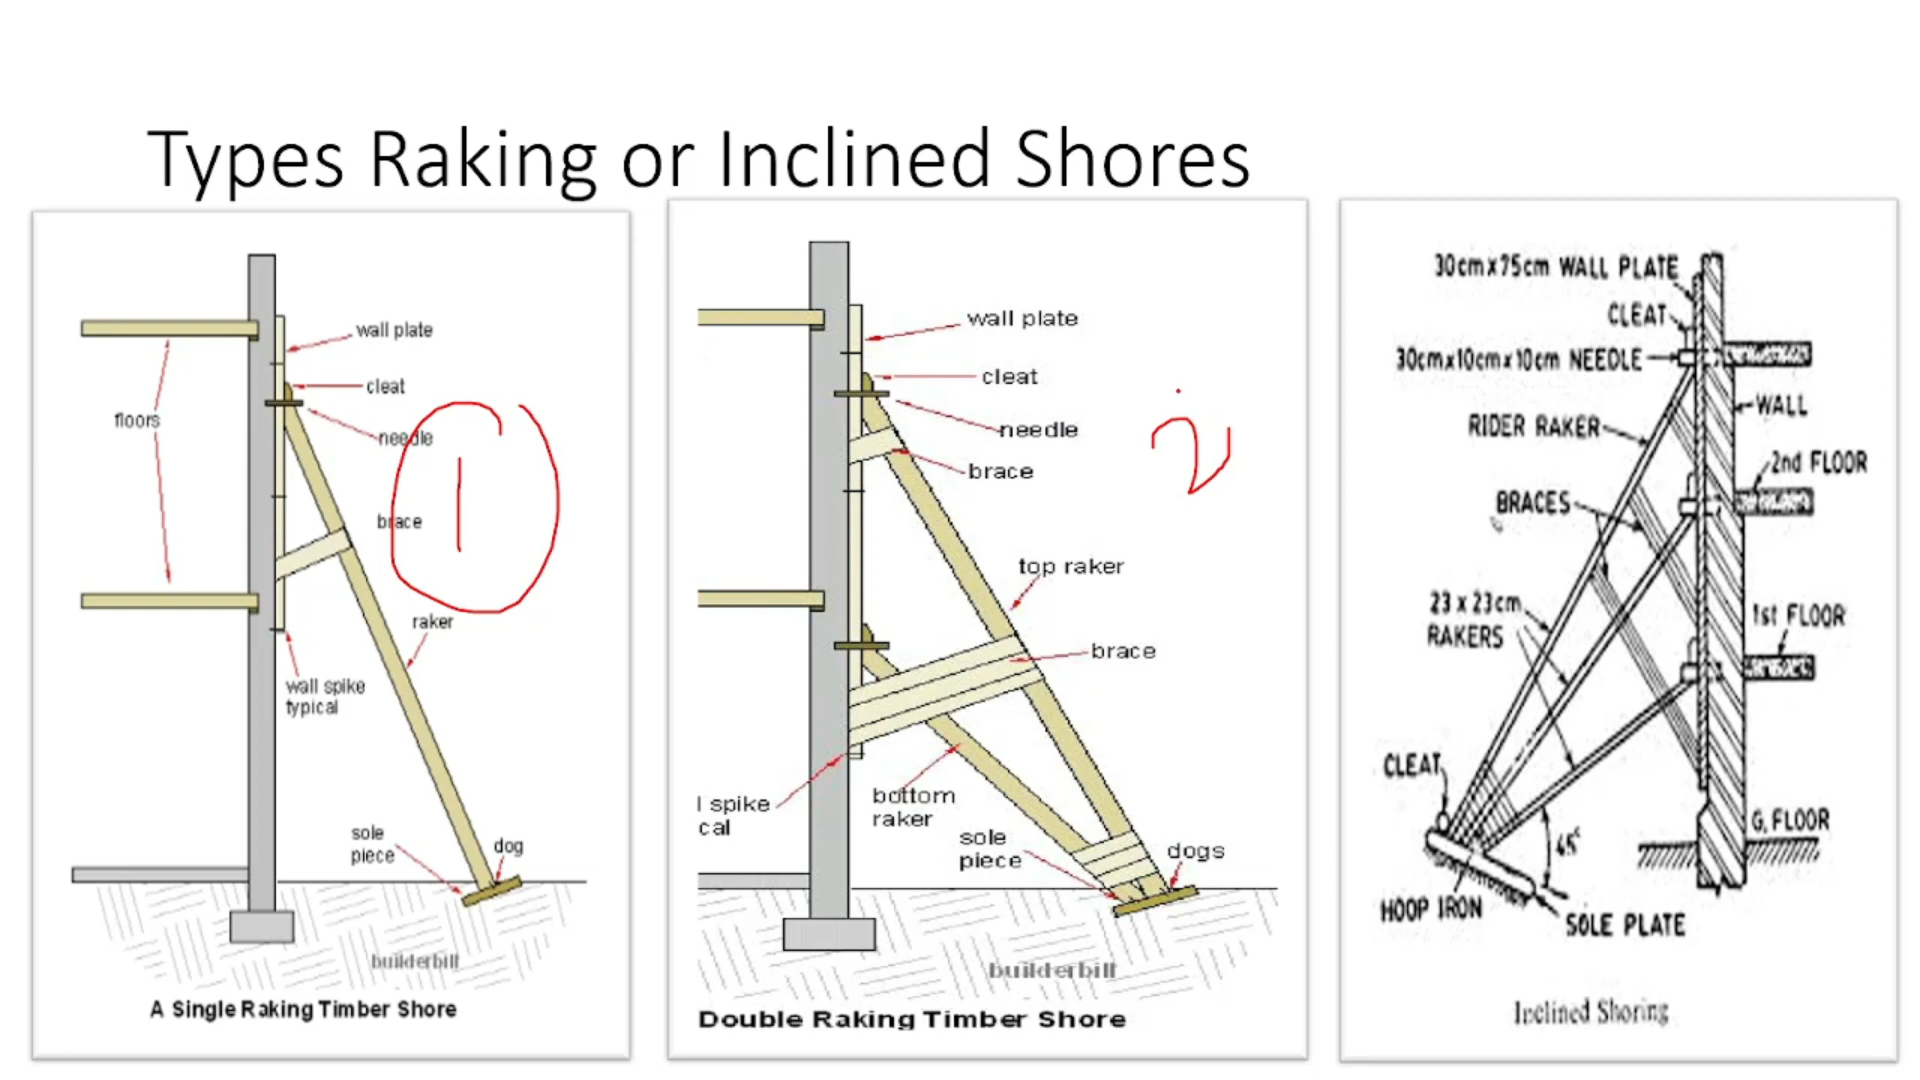 Types Raking or Inclined Shores
wall plate
cleat
floors
needle
brace
raker
wall spike
typical
sole
piece
dog
builderbill
A Single Raking Timber Shore
1
wall plate
cleat
needle
brace
top raker
brace
l spike
cal
bottom
raker
sole
piece
dogs
builderbill
Double Raking Timber Shore
2
30cm x 75cm WALL PLATE
CLEAT
30cm x 10cm x 10cm NEEDLE
WALL
RIDER RAKER
2nd FLOOR
BRACES
23 x 23cm
RAKERS
1st FLOOR
CLEAT
G. FLOOR
45°
HOOP IRON
SOLE PLATE
Inclined Shoring